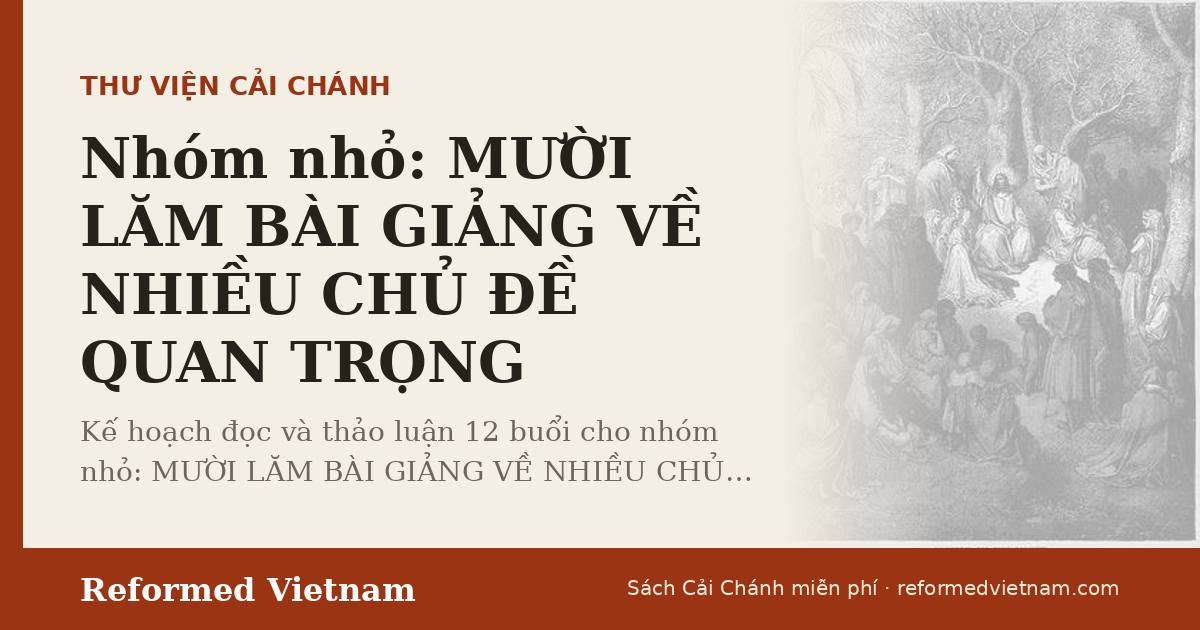 THƯ VIỆN CẢI CHÁNH
Nhóm nhỏ: MƯỜI
LĂM BÀI GIẢNG VỀ
NHIỀU CHỦ ĐỀ
QUAN TRỌNG
Kế hoạch đọc và thảo luận 12 buổi cho nhóm
nhỏ: MƯỜI LĂM BÀI GIẢNG VỀ NHIỀU CHỦ...
Reformed Vietnam
Sách Cải Chánh miễn phí · reformedvietnam.com